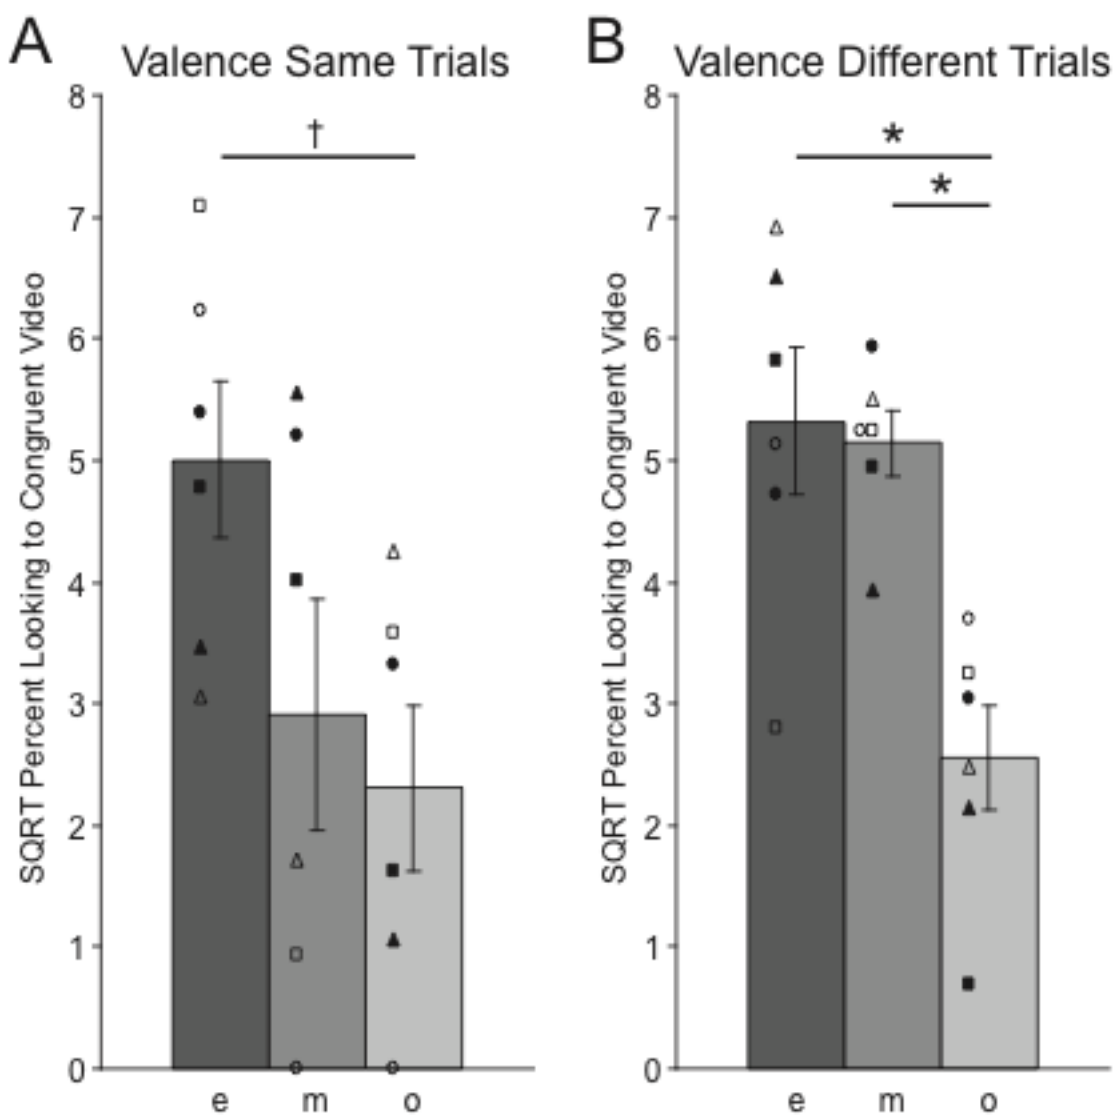 A
Valence Same Trials
SQRT Percent Looking to Congruent Video
8
7
6
5
4
3
2
1
0
†
e m o
B
Valence Different Trials
SQRT Percent Looking to Congruent Video
8
7
6
5
4
3
2
1
0
*
*
e m o